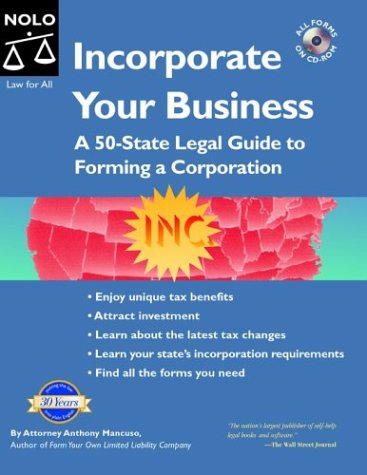 NOLO
Law for All
ALL FORMS
ON CD-ROM
Incorporate
Your Business
A 50-State Legal Guide to
Forming a Corporation
INC.
• Enjoy unique tax benefits
• Attract investment
• Learn about the latest tax changes
• Learn your state's incorporation requirements
• Find all the forms you need
30 Years
By Attorney Anthony Mancuso,
Author of Form Your Own Limited Liability Company
"The nation's largest publisher of self-help
legal books and software."
—The Wall Street Journal